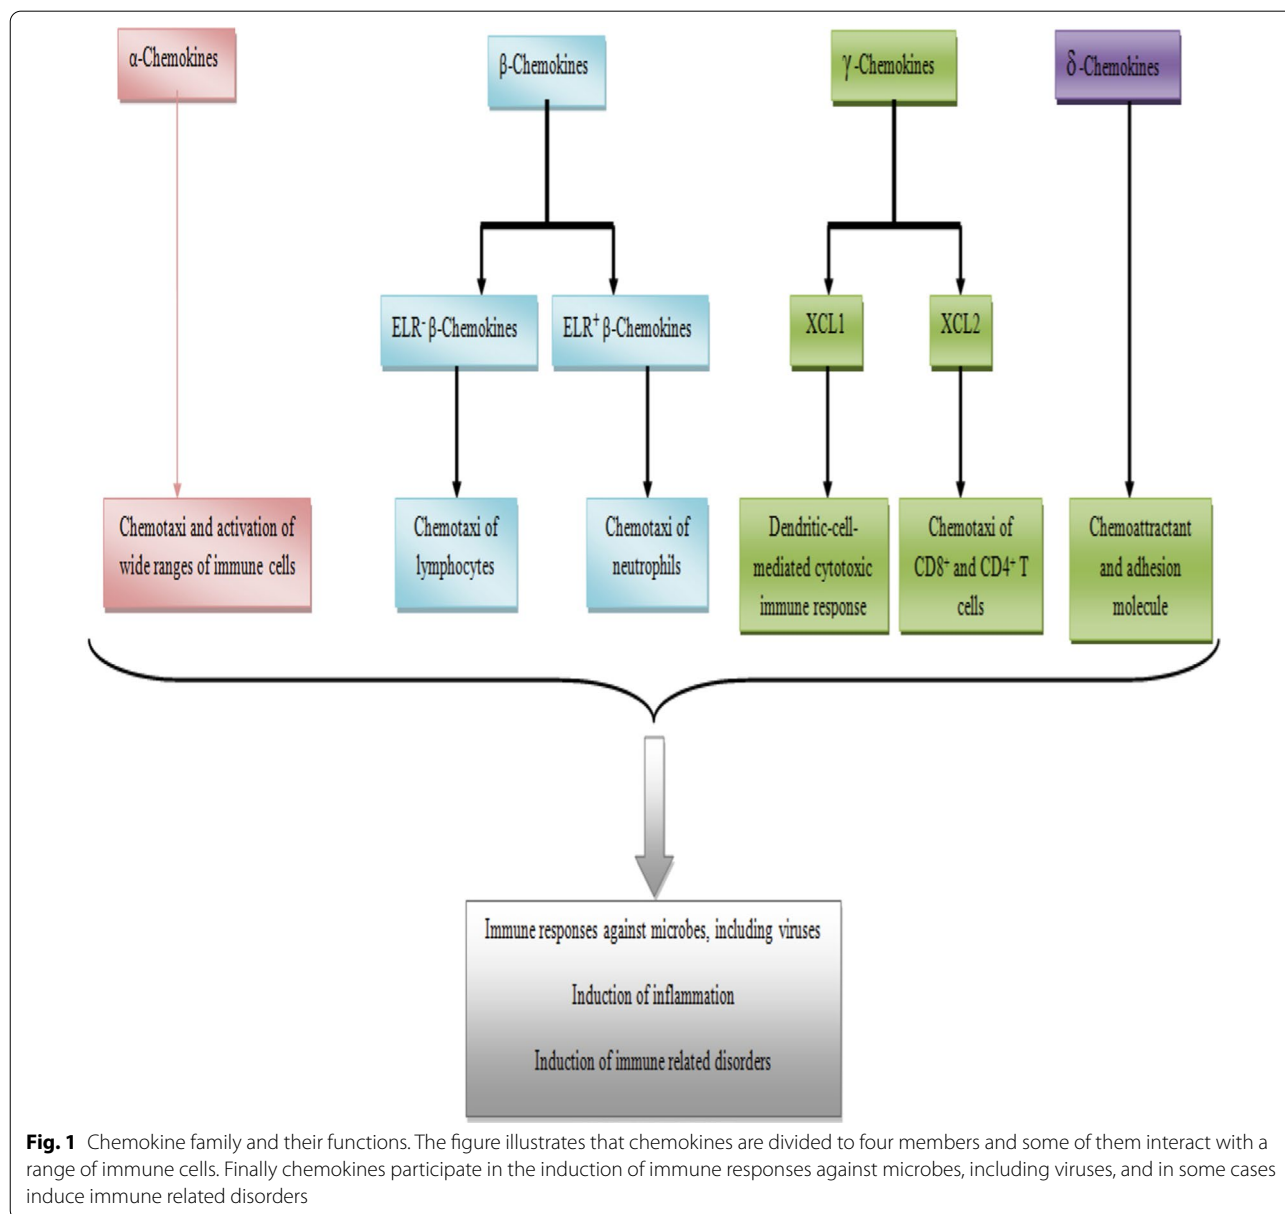 α-Chemokines
β-Chemokines
γ-Chemokines
δ-Chemokines
ELR⁻ β-Chemokines
ELR⁺ β-Chemokines
XCL1
XCL2
Chemotaxi and activation of
wide ranges of immune cells
Chemotaxi of
lymphocytes
Chemotaxi of
neutrophils
Dendritic-cell-
mediated cytotoxic
immune response
Chemotaxi of
CD8⁺ and CD4⁺ T
cells
Chemoattractant
and adhesion
molecule
Immune responses against microbes, including viruses
Induction of inflammation
Induction of immune related disorders
Fig. 1 Chemokine family and their functions. The figure illustrates that chemokines are divided to four members and some of them interact with a
range of immune cells. Finally chemokines participate in the induction of immune responses against microbes, including viruses, and in some cases
induce immune related disorders